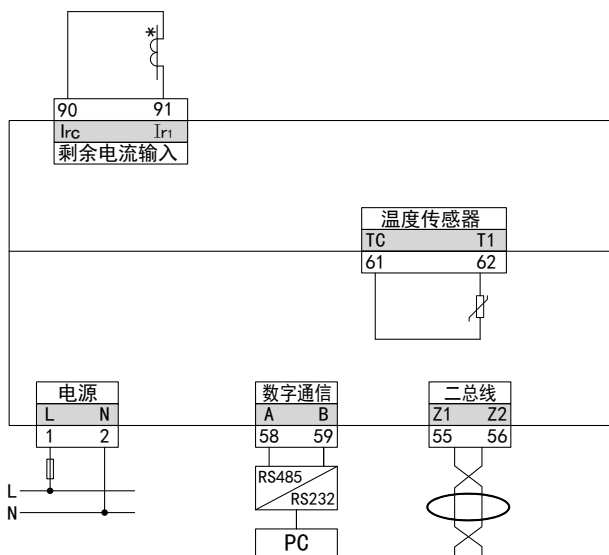 *
90 91
Irc Ir1
剩余电流输入
温度传感器
TC T1
61 62
电源
L N
1 2
数字通信
A B
58 59
二总线
Z1 Z2
55 56
RS485
RS232
L
N
PC